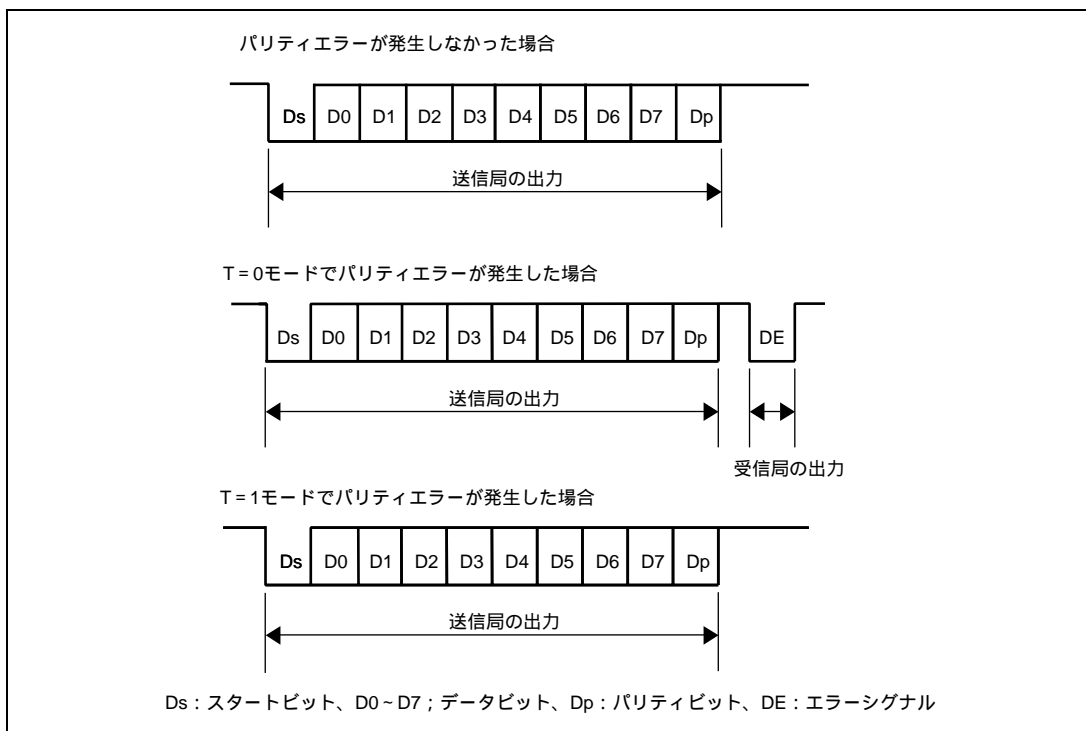 パリティエラーが発生しなかった場合
Ds D0 D1 D2 D3 D4 D5 D6 D7 Dp
送信局の出力
T = 0モードでパリティエラーが発生した場合
Ds D0 D1 D2 D3 D4 D5 D6 D7 Dp DE
送信局の出力
受信局の出力
T = 1モードでパリティエラーが発生した場合
Ds D0 D1 D2 D3 D4 D5 D6 D7 Dp
送信局の出力
Ds：スタートビット、D0 ~ D7；データビット、Dp：パリティビット、DE：エラーシグナル